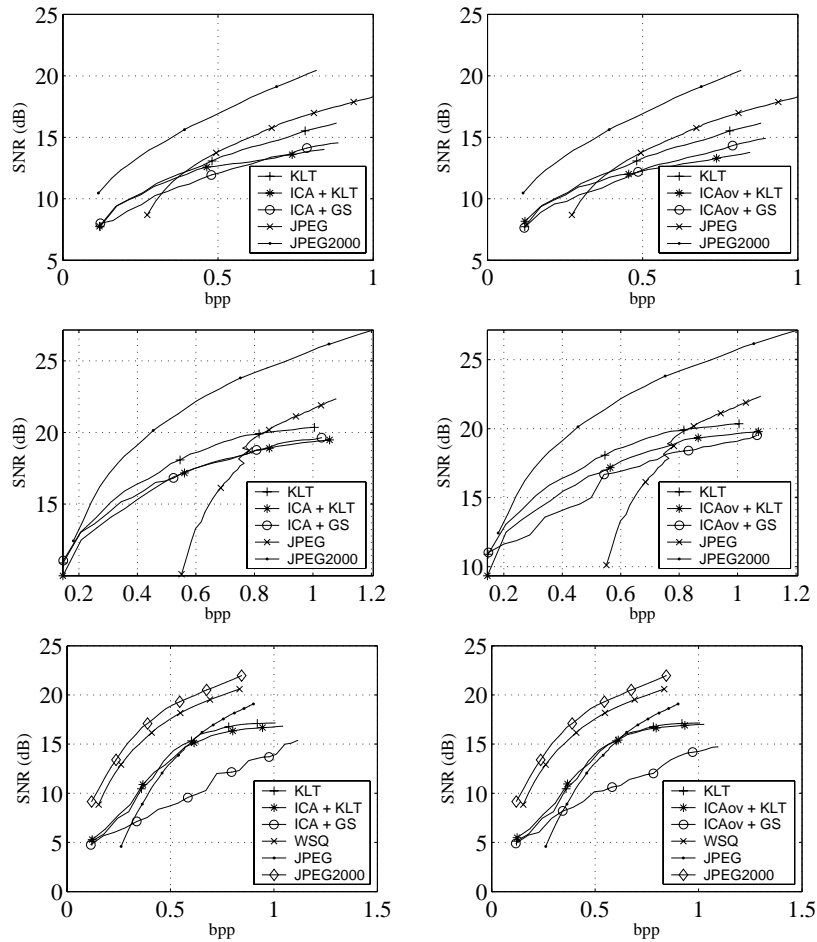 25
20
SNR (dB)
15
10
5
0
0.5
1
bpp
KLT
ICA + KLT
ICA + GS
JPEG
JPEG2000
25
20
SNR (dB)
15
10
5
0
0.5
1
bpp
KLT
ICAov + KLT
ICAov + GS
JPEG
JPEG2000
25
20
SNR (dB)
15
0.2
0.4
0.6
0.8
1
1.2
bpp
KLT
ICA + KLT
ICA + GS
JPEG
JPEG2000
25
20
SNR (dB)
15
10
0.2
0.4
0.6
0.8
1
1.2
bpp
KLT
ICAov + KLT
ICAov + GS
JPEG
JPEG2000
25
20
SNR (dB)
15
10
5
0
0
0.5
1
1.5
bpp
KLT
ICA + KLT
ICA + GS
WSQ
JPEG
JPEG2000
25
20
SNR (dB)
15
10
5
0
0
0.5
1
1.5
bpp
KLT
ICAov + KLT
ICAov + GS
WSQ
JPEG
JPEG2000